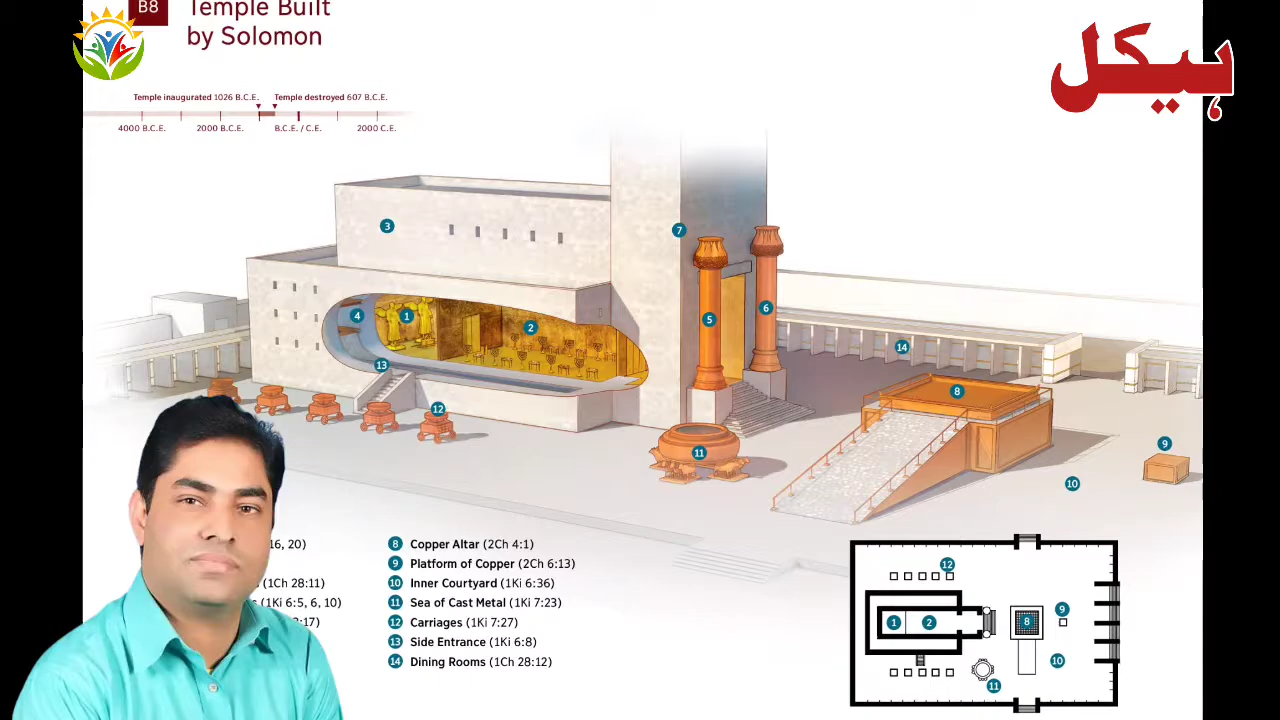 B8
Temple Built
by Solomon
ہیکل
Temple inaugurated 1026 B.C.E.
Temple destroyed 607 B.C.E.
4000 B.C.E.
2000 B.C.E.
B.C.E. / C.E.
2000 C.E.
3
7
5
6
4
1
2
14
13
12
8
11
9
10
16, 20)
(1Ch 28:11)
(1Ki 6:5, 6, 10)
:17)
8 Copper Altar (2Ch 4:1)
9 Platform of Copper (2Ch 6:13)
10 Inner Courtyard (1Ki 6:36)
11 Sea of Cast Metal (1Ki 7:23)
12 Carriages (1Ki 7:27)
13 Side Entrance (1Ki 6:8)
14 Dining Rooms (1Ch 28:12)
12
9
1
2
8
10
11